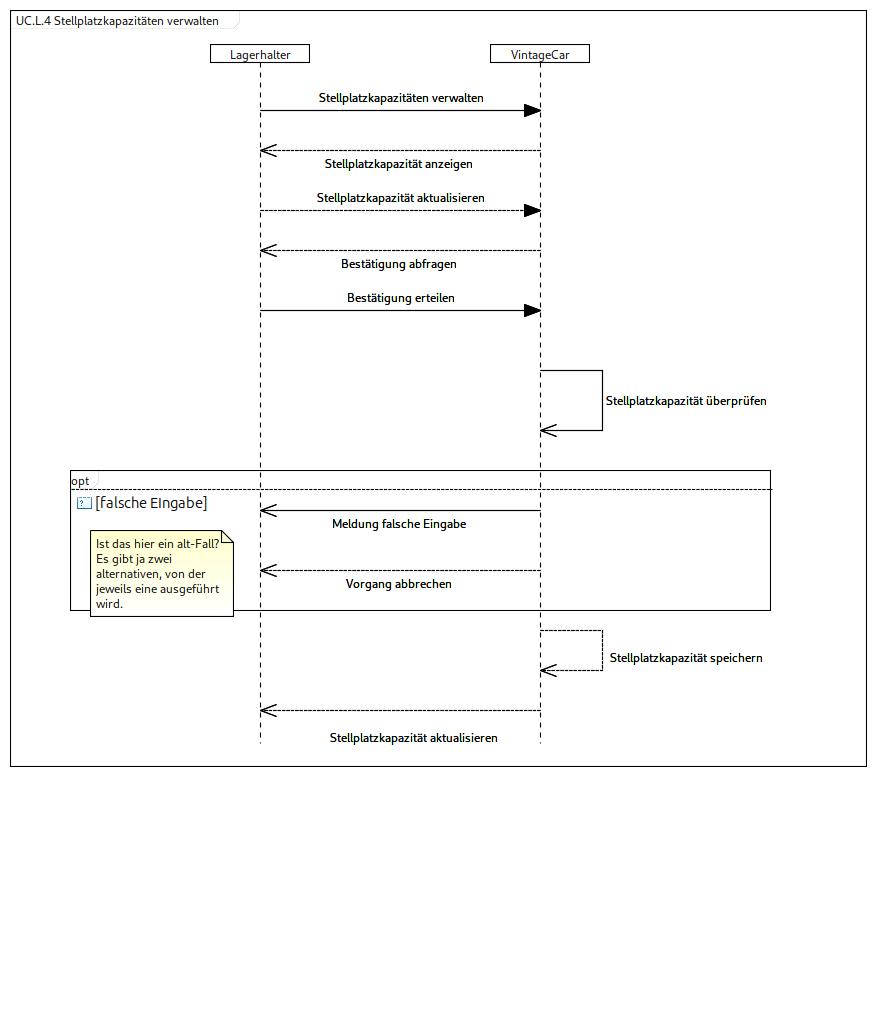 UC.L.4 Stellplatzkapazitäten verwalten
Lagerhalter
VintageCar
Stellplatzkapazitäten verwalten
Stellplatzkapazität anzeigen
Stellplatzkapazität aktualisieren
Bestätigung abfragen
Bestätigung erteilen
Stellplatzkapazität überprüfen
opt
[falsche EIngabe]
Meldung falsche Eingabe
Ist das hier ein alt-Fall?
Es gibt ja zwei
alternativen, von der
jeweils eine ausgeführt
wird.
Vorgang abbrechen
Stellplatzkapazität speichern
Stellplatzkapazität aktualisieren